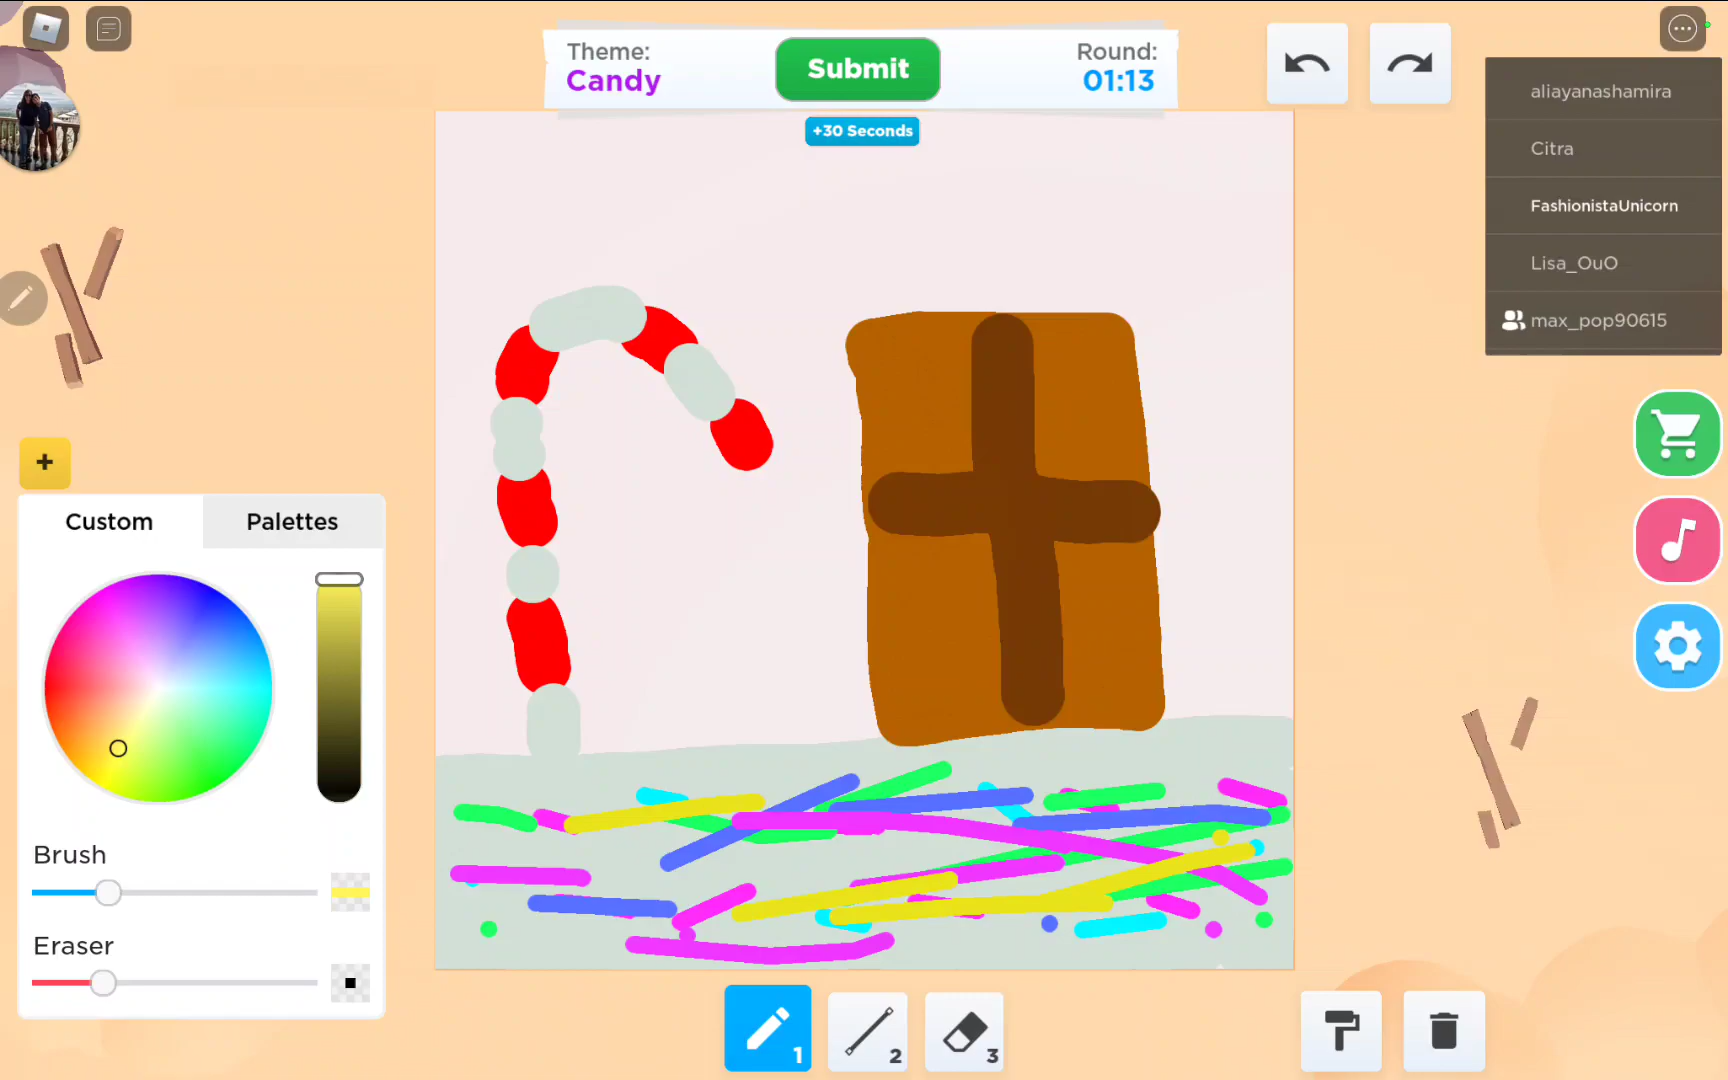 Theme:
Candy
Submit
Round:
01:13
+30 Seconds
aliayanashamira
Citra
FashionistaUnicorn
Lisa_OuO
max_pop90615
+
Custom
Palettes
Brush
Eraser
1
2
3